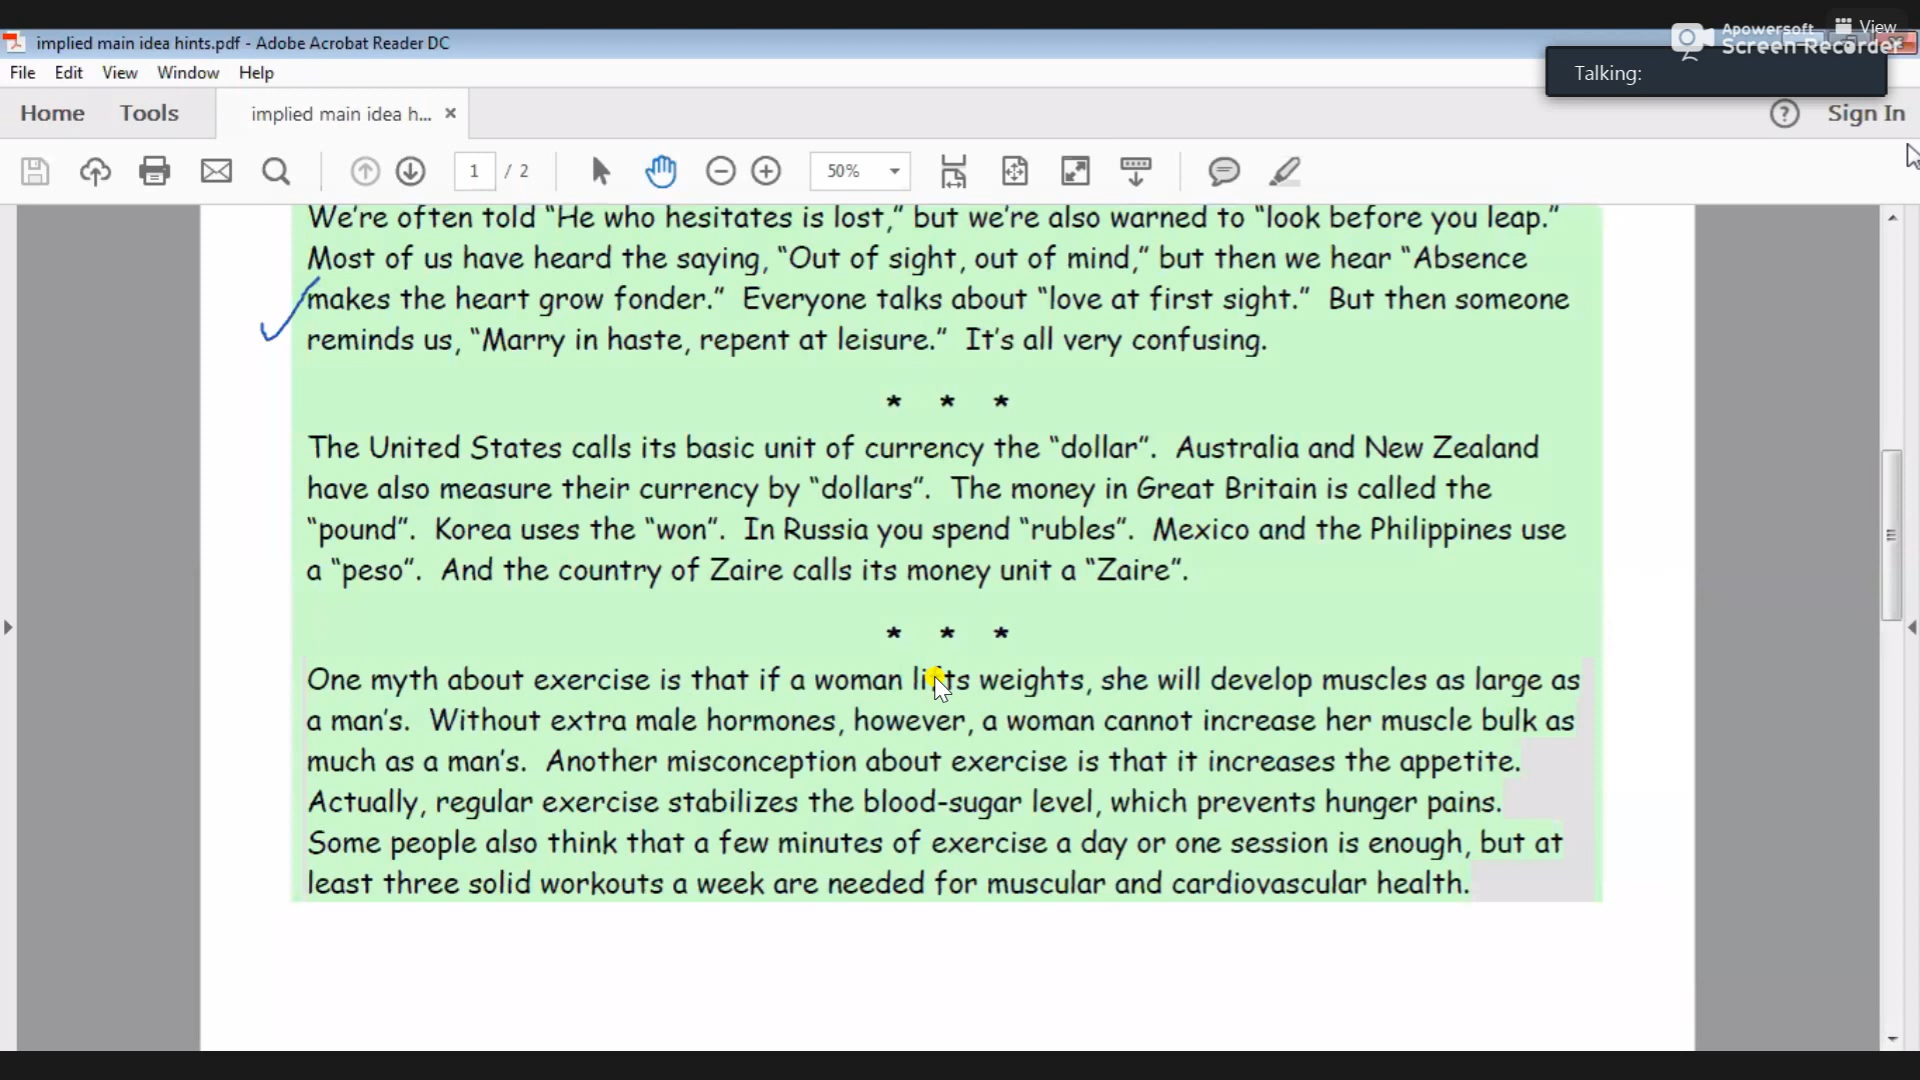 implied main idea hints.pdf - Adobe Acrobat Reader DC
Apowersoft
Screen Recorder
View
File Edit View Window Help
Talking:
Home Tools implied main idea h... Sign In
1 / 2 50%
We're often told “He who hesitates is lost,” but we're also warned to “look before you leap.”
Most of us have heard the saying, “Out of sight, out of mind,” but then we hear “Absence
makes the heart grow fonder.” Everyone talks about “love at first sight.” But then someone
reminds us, “Marry in haste, repent at leisure.” It's all very confusing.
* * *
The United States calls its basic unit of currency the “dollar”. Australia and New Zealand
have also measure their currency by “dollars”. The money in Great Britain is called the
“pound”. Korea uses the “won”. In Russia you spend “rubles”. Mexico and the Philippines use
a “peso”. And the country of Zaire calls its money unit a “Zaire”.
* * *
One myth about exercise is that if a woman lifts weights, she will develop muscles as large as
a man's. Without extra male hormones, however, a woman cannot increase her muscle bulk as
much as a man's. Another misconception about exercise is that it increases the appetite.
Actually, regular exercise stabilizes the blood-sugar level, which prevents hunger pains.
Some people also think that a few minutes of exercise a day or one session is enough, but at
least three solid workouts a week are needed for muscular and cardiovascular health.